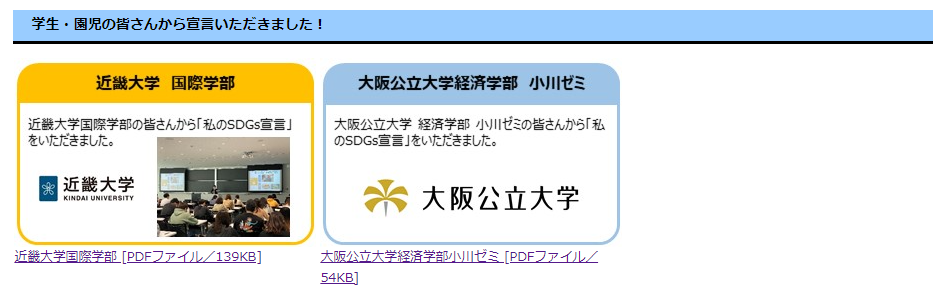 学生・園児の皆さんから宣言いただきました！
近畿大学　国際学部
近畿大学国際学部の皆さんから「私のSDGs宣言」
をいただきました。
近畿大学
KINDAI UNIVERSITY
近畿大学国際学部 [PDFファイル／139KB]
大阪公立大学経済学部　小川ゼミ
大阪公立大学 経済学部 小川ゼミの皆さんから「私
のSDGs宣言」をいただきました。
大阪公立大学
大阪公立大学経済学部小川ゼミ [PDFファイル／
54KB]